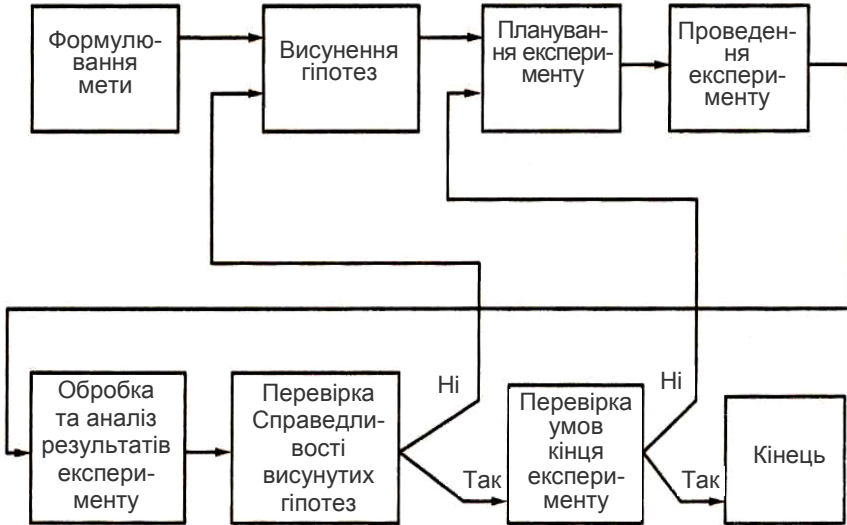 Формулю-
вання
мети
Висунення
гіпотез
Плануван-
ня експери-
менту
Проведен-
ня
експери-
менту
Обробка
та аналіз
результатів
експери-
менту
Перевірка
Справедли-
вості
висунутих
гіпотез
Ні
Так
Перевірка
умов
кінця
експери-
менту
Ні
Так
Кінець